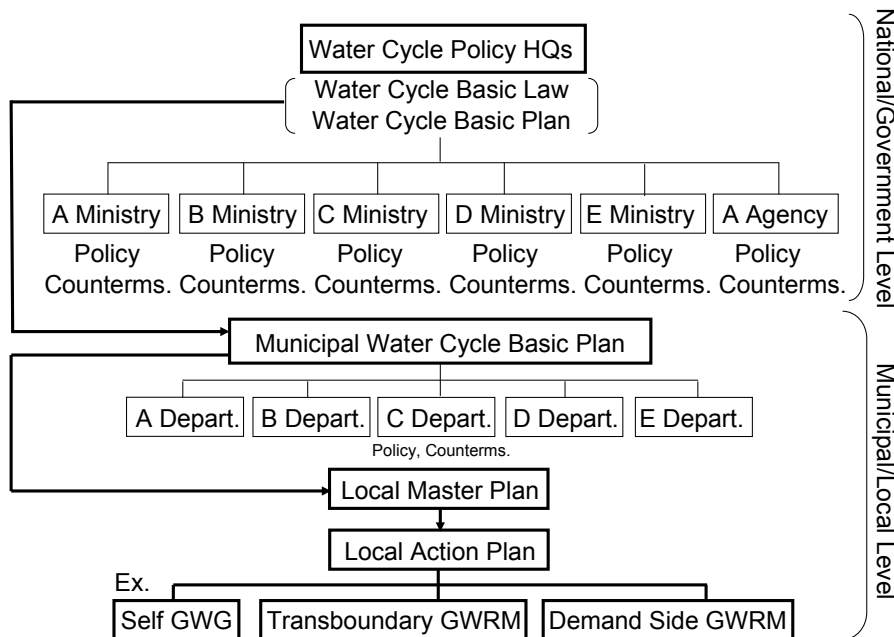 Water Cycle Policy HQs
Water Cycle Basic Law
Water Cycle Basic Plan
A Ministry B Ministry C Ministry D Ministry E Ministry A Agency
Policy Policy Policy Policy Policy Policy
Counterms. Counterms. Counterms. Counterms. Counterms. Counterms.
National/Government Level
Municipal Water Cycle Basic Plan
A Depart. B Depart. C Depart. D Depart. E Depart.
Policy, Counterms.
Local Master Plan
Local Action Plan
Ex.
Self GWG Transboundary GWRM Demand Side GWRM
Municipal/Local Level